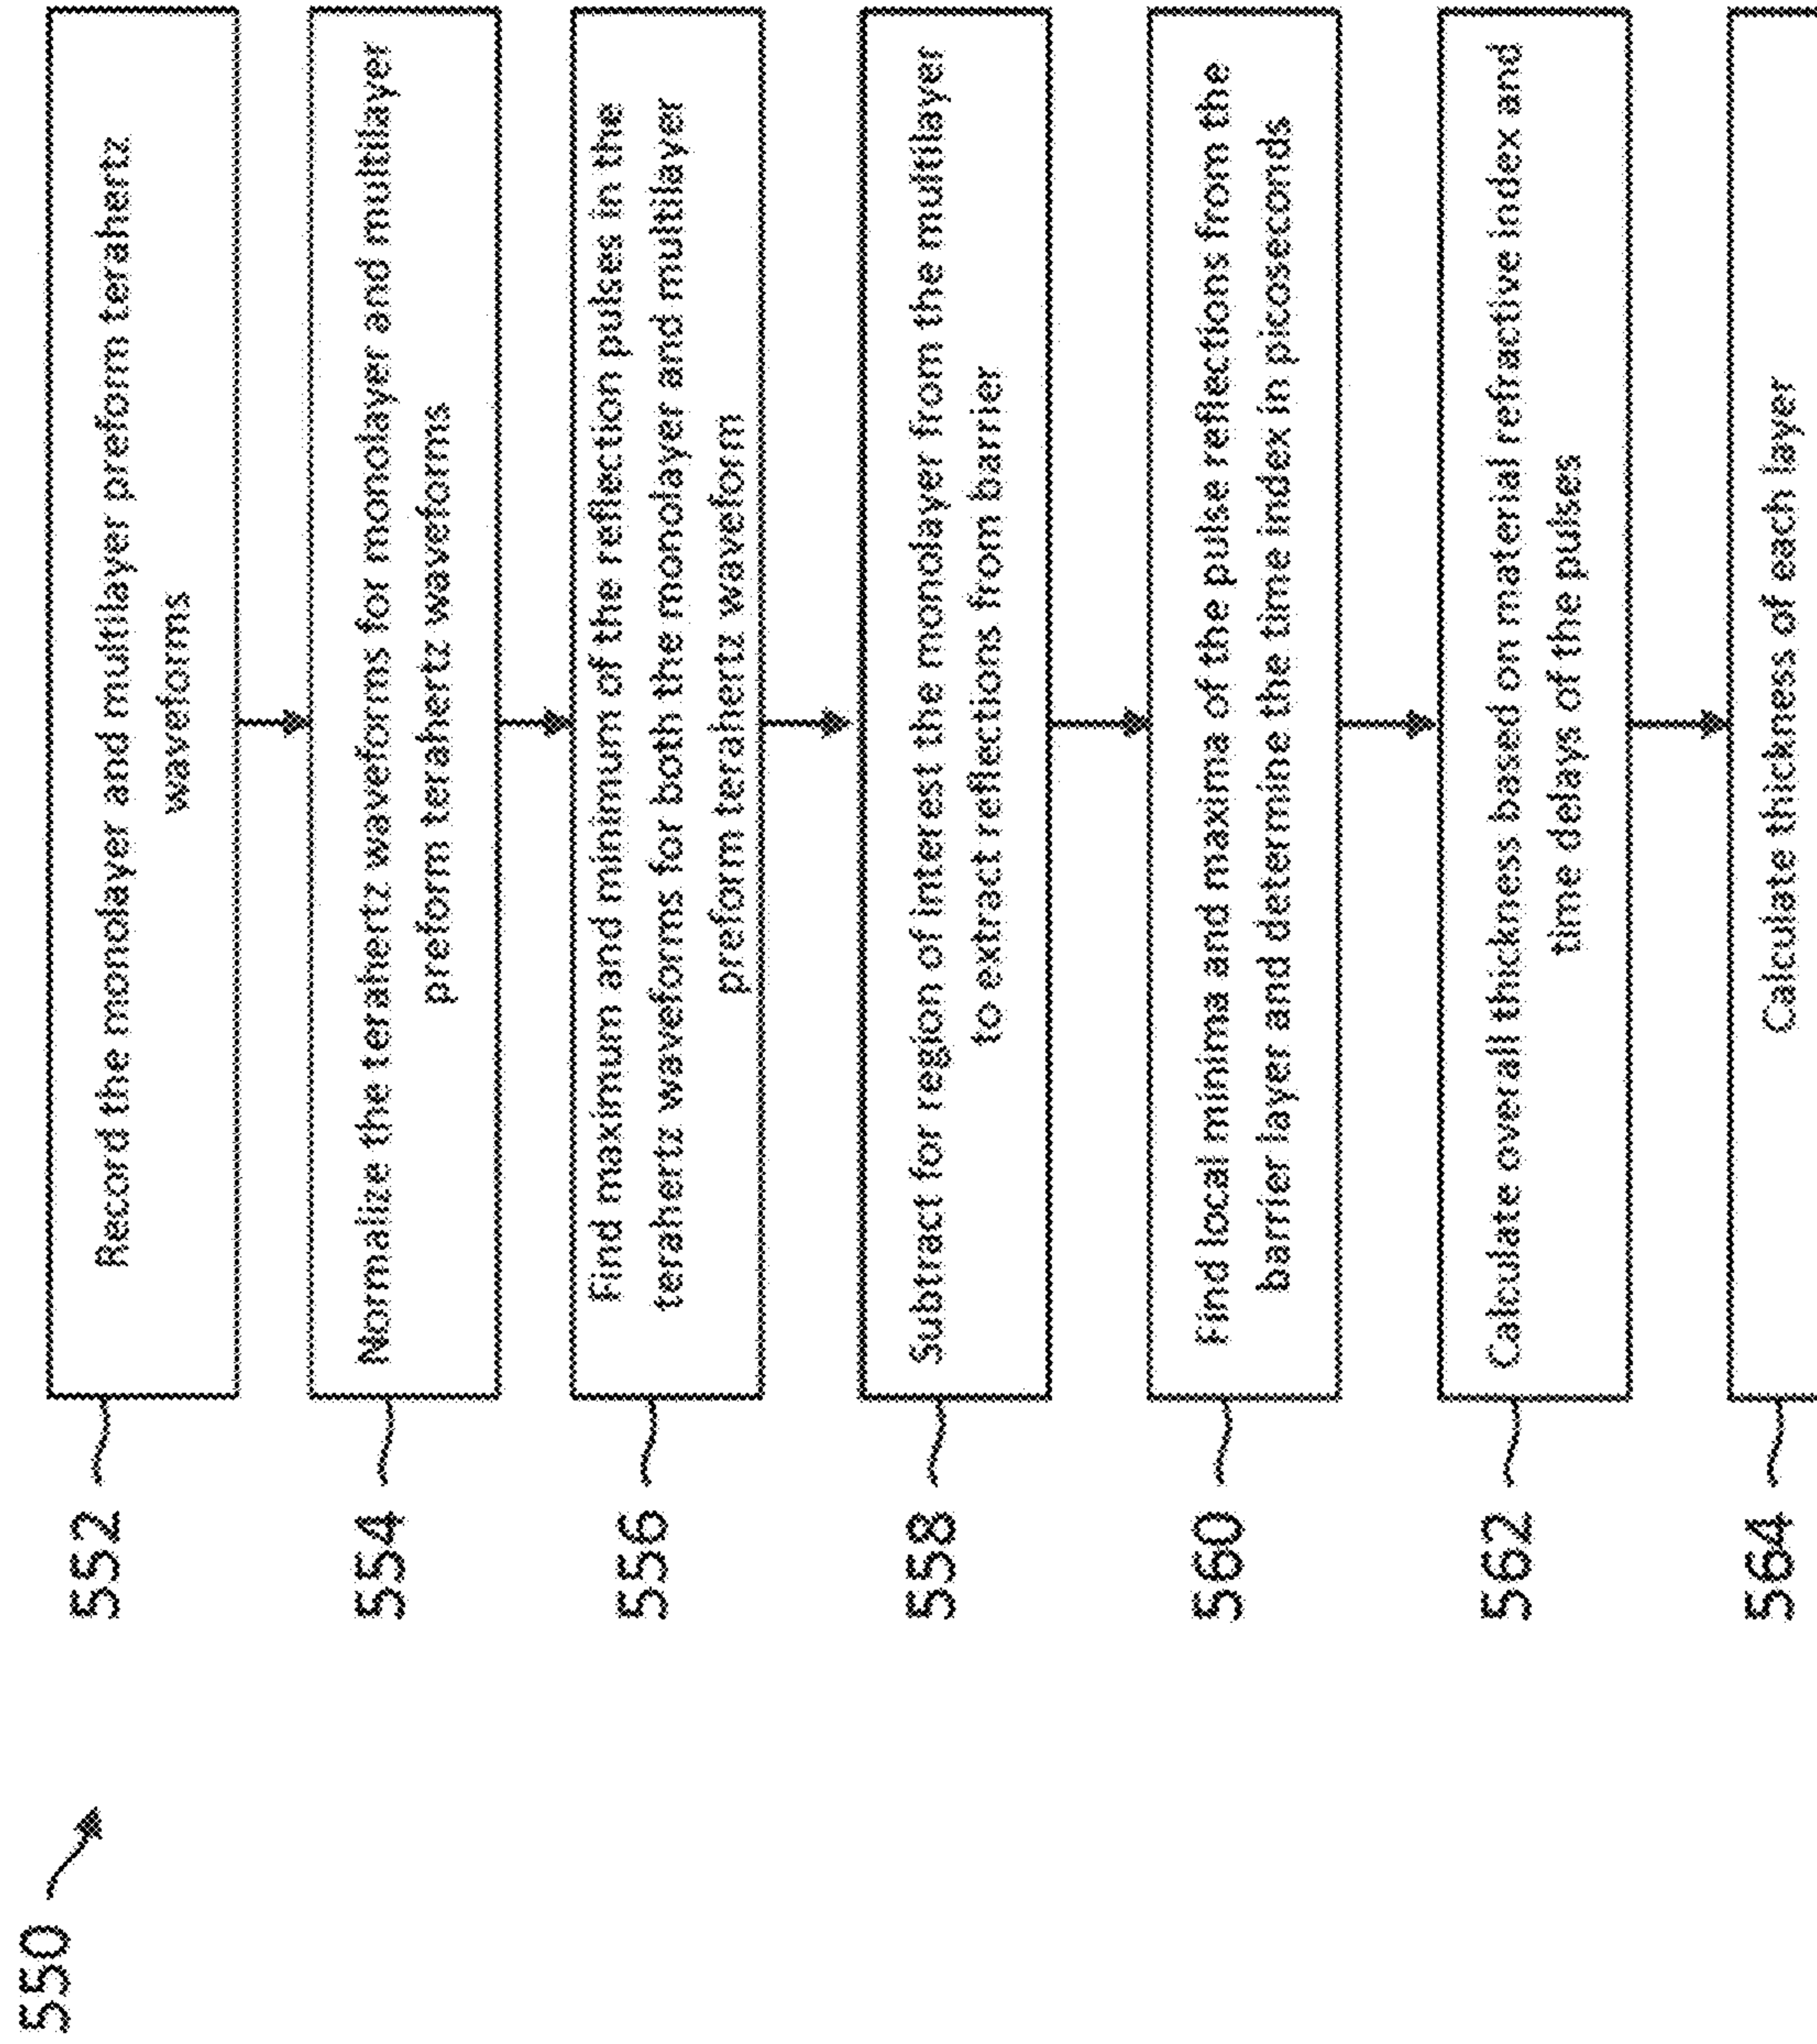 550
552
Record the monolayer and multilayer preform terahertz
waveforms
554
Normalize the terahertz waveforms for monolayer and multilayer
preform terahertz waveforms
556
Find maximum and minimum of the reflection pulses in the
terahertz waveforms for both the monolayer and multilayer
preform terahertz waveform
558
Subtract for region of interest the monolayer from the multilayer
to extract reflections from barrier
560
Find local minima and maxima of the pulse reflections from the
barrier layer and determine the time index in picoseconds
562
Calculate overall thickness based on material refractive index and
time delays of the pulses
564
Calculate thickness of each layer